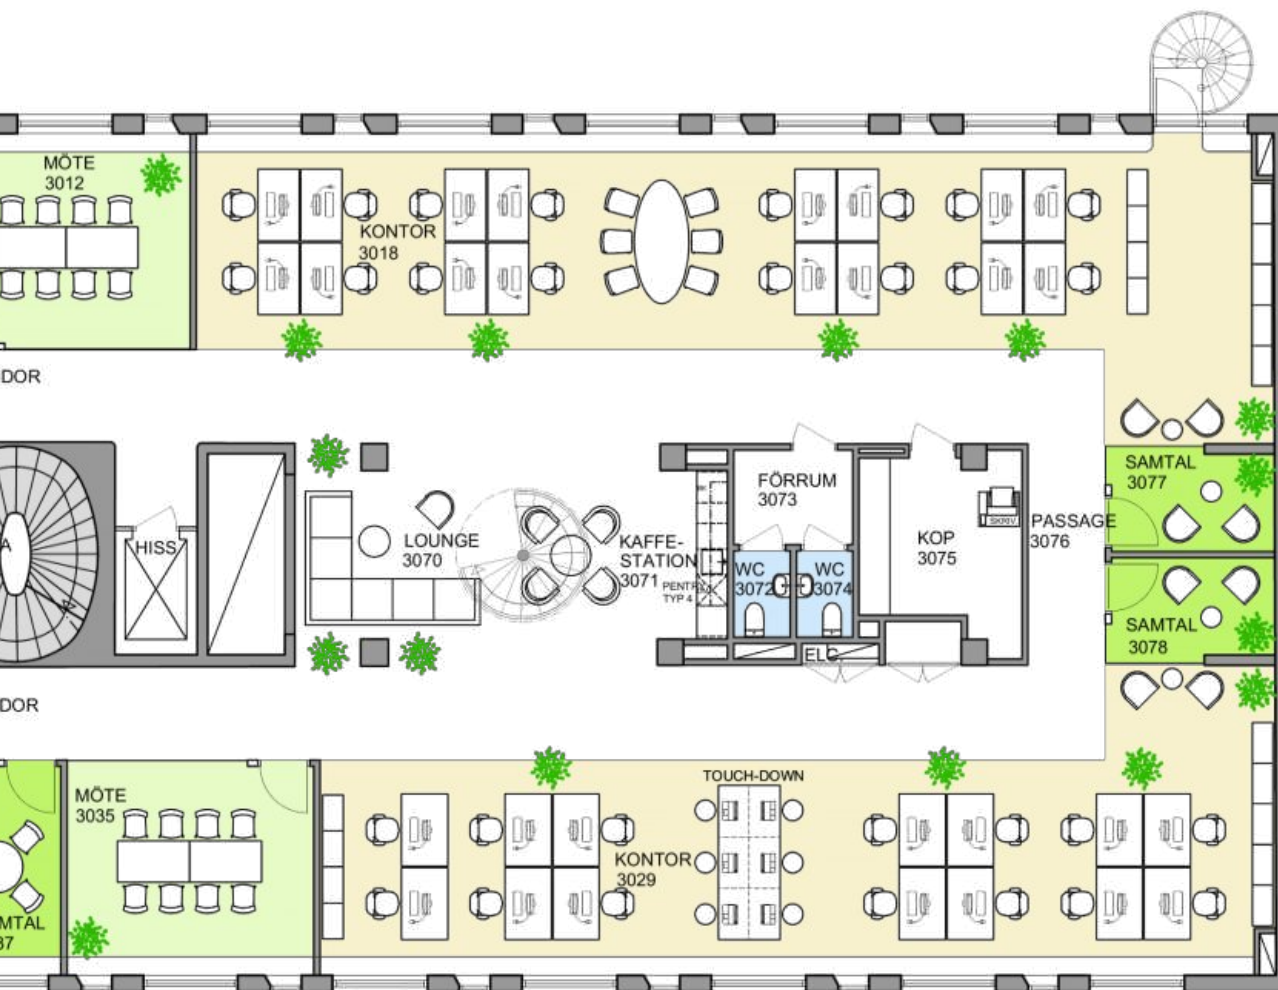 MÖTE
3012
KONTOR
3018
DOR
SAMTAL
3077
FÖRRUM
3073
HISS
A
LOUNGE
3070
KAFFE-
STATION
3071
PENTRY
TYP 4
WC
3072
WC
3074
KOP
3075
SKRIV.
PASSAGE
3076
SAMTAL
3078
ELC
DOR
MÖTE
3035
TOUCH-DOWN
KONTOR
3029
MTAL
37